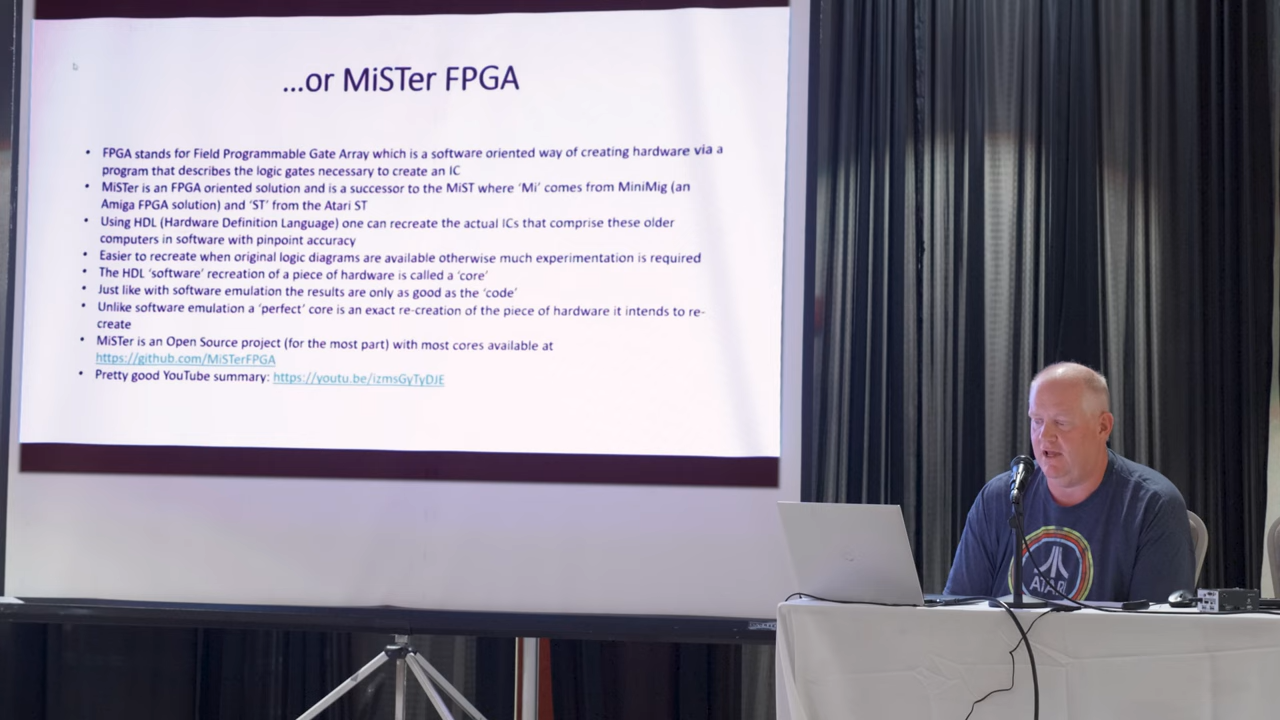 ...or MiSTer FPGA
• FPGA stands for Field Programmable Gate Array which is a software oriented way of creating hardware via a
program that describes the logic gates necessary to create an IC
• MiSTer is an FPGA oriented solution and is a successor to the MiST where ‘Mi’ comes from MiniMig (an
Amiga FPGA solution) and ‘ST’ from the Atari ST
• Using HDL (Hardware Definition Language) one can recreate the actual ICs that comprise these older
computers in software with pinpoint accuracy
• Easier to recreate when original logic diagrams are available otherwise much experimentation is required
• The HDL ‘software’ recreation of a piece of hardware is called a ‘core’
• Just like with software emulation the results are only as good as the ‘code’
• Unlike software emulation a ‘perfect’ core is an exact re-creation of the piece of hardware it intends to re-
create
• MiSTer is an Open Source project (for the most part) with most cores available at
https://github.com/MiSTerFPGA
• Pretty good YouTube summary: https://youtu.be/izmsGyTyDJE
ATARI